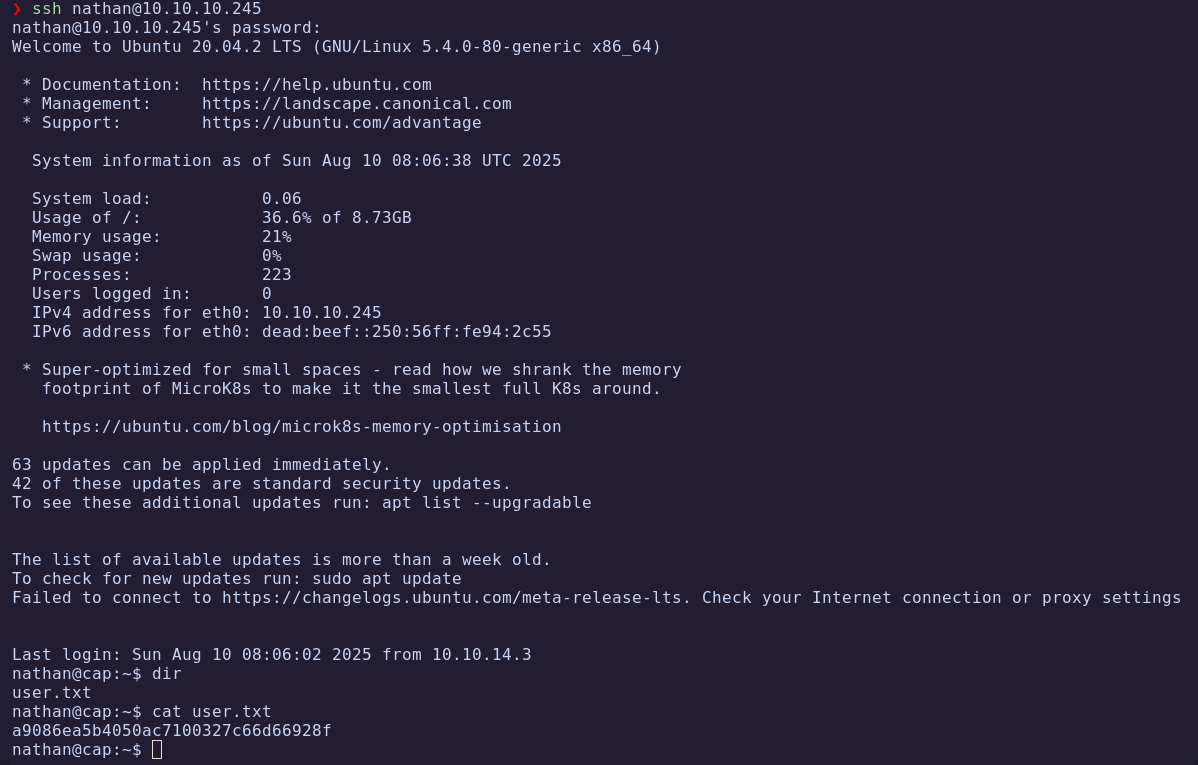 ❯ ssh nathan@10.10.10.245
nathan@10.10.10.245's password:
Welcome to Ubuntu 20.04.2 LTS (GNU/Linux 5.4.0-80-generic x86_64)
* Documentation:  https://help.ubuntu.com
* Management:     https://landscape.canonical.com
* Support:        https://ubuntu.com/advantage
System information as of Sun Aug 10 08:06:38 UTC 2025
System load:           0.06
Usage of /:            36.6% of 8.73GB
Memory usage:          21%
Swap usage:            0%
Processes:             223
Users logged in:       0
IPv4 address for eth0: 10.10.10.245
IPv6 address for eth0: dead:beef::250:56ff:fe94:2c55
* Super-optimized for small spaces - read how we shrank the memory
footprint of MicroK8s to make it the smallest full K8s around.
https://ubuntu.com/blog/microk8s-memory-optimisation
63 updates can be applied immediately.
42 of these updates are standard security updates.
To see these additional updates run: apt list --upgradable
The list of available updates is more than a week old.
To check for new updates run: sudo apt update
Failed to connect to https://changelogs.ubuntu.com/meta-release-lts. Check your Internet connection or proxy settings
Last login: Sun Aug 10 08:06:02 2025 from 10.10.14.3
nathan@cap:~$ dir
user.txt
nathan@cap:~$ cat user.txt
a9086ea5b4050ac7100327c66d66928f
nathan@cap:~$